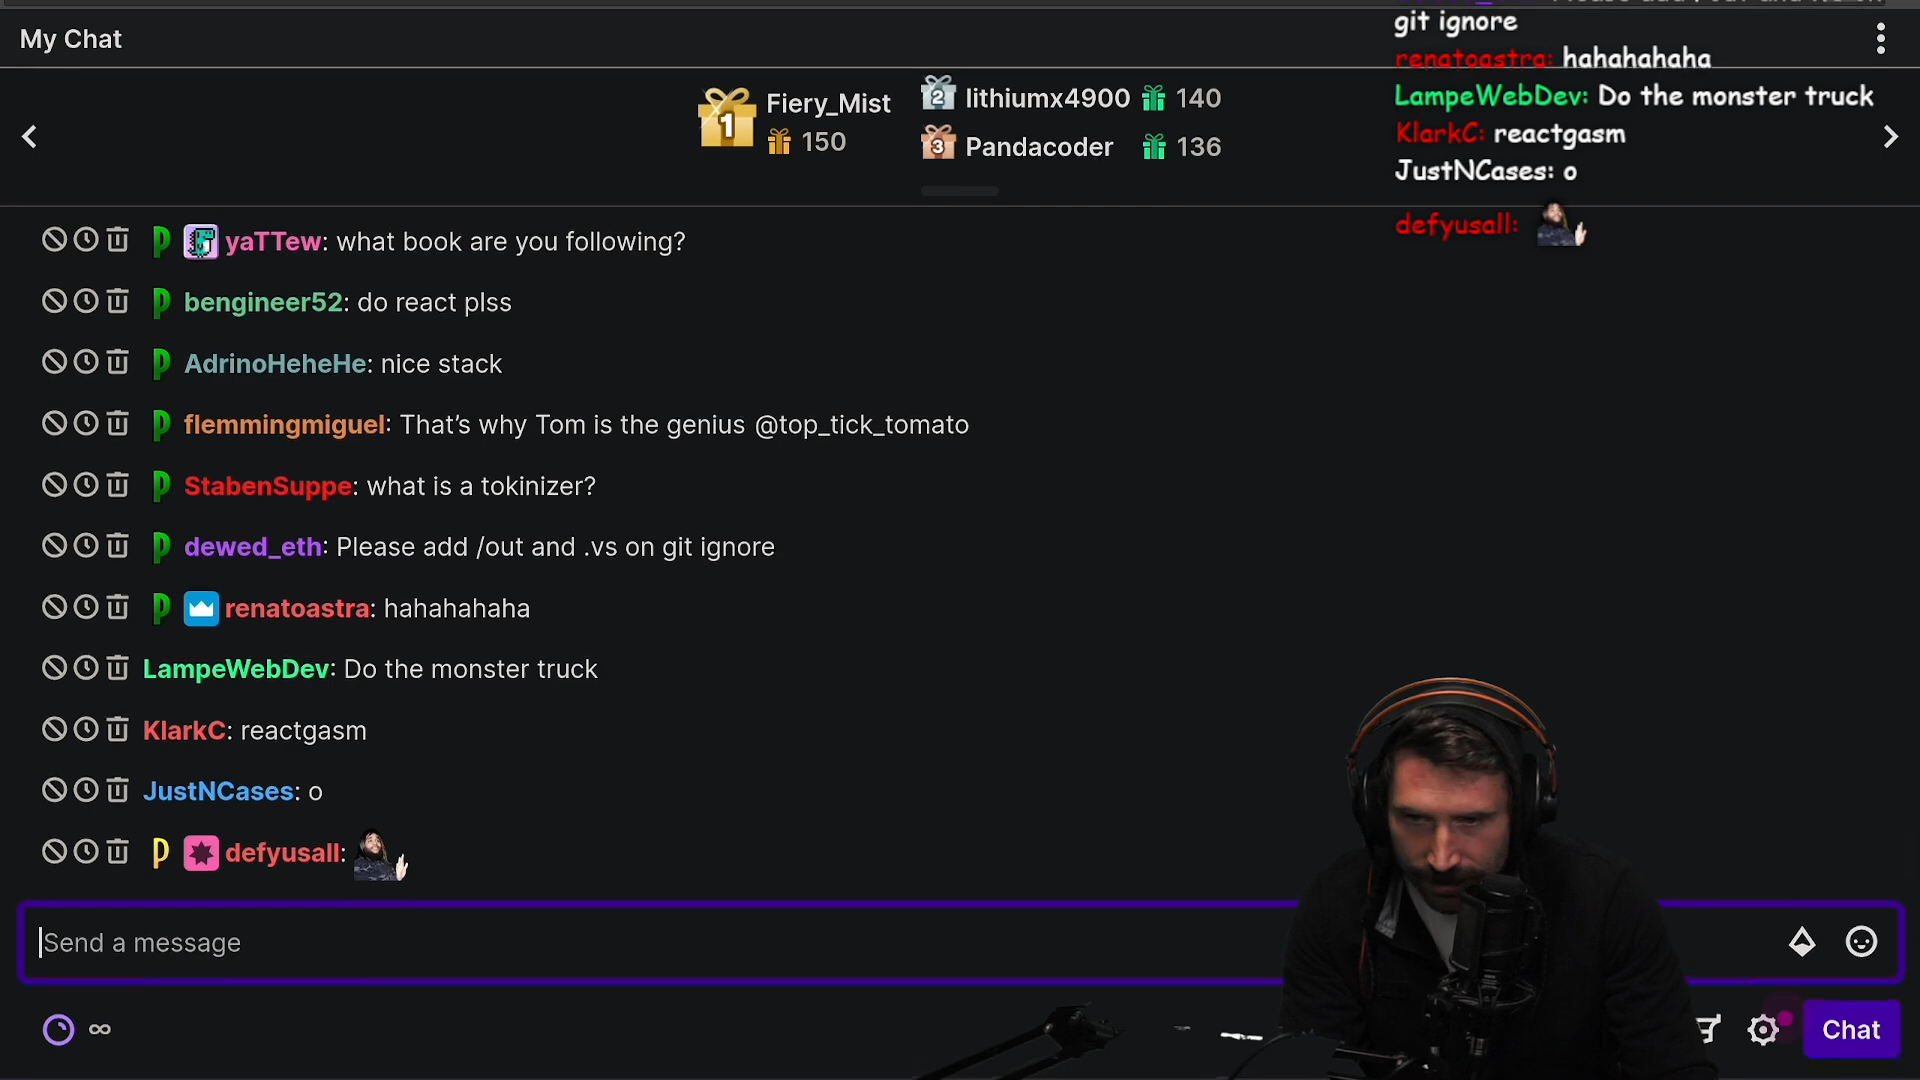 git ignore
My Chat
renatoastra: hahahahaha
LampeWebDev: Do the monster truck
KlarkC: reactgasm
JustNCases: o
defyusall:
1 Fiery_Mist
150
2 lithiumx4900 140
3 Pandacoder 136
yaTTew: what book are you following?
bengineer52: do react plss
AdrinoHeheHe: nice stack
flemmingmiguel: That's why Tom is the genius @top_tick_tomato
StabenSuppe: what is a tokinizer?
dewed_eth: Please add /out and .vs on git ignore
renatoastra: hahahahaha
LampeWebDev: Do the monster truck
KlarkC: reactgasm
JustNCases: o
defyusall:
Send a message
∞
Chat